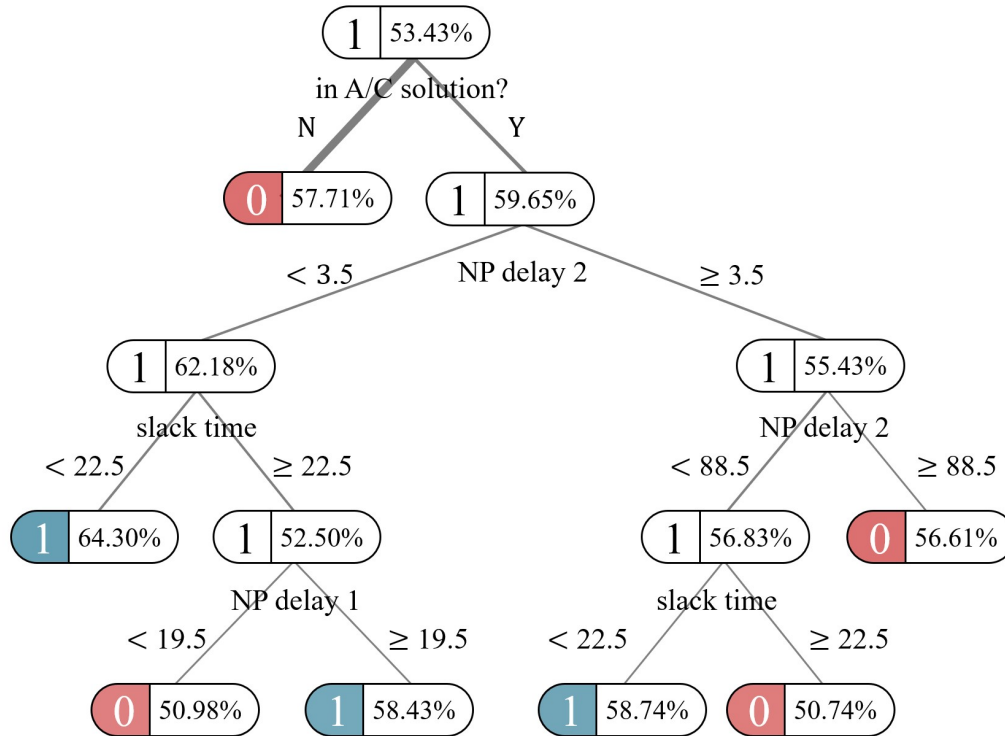 1 53.43%
in A/C solution?
N Y
0 57.71% 1 59.65%
< 3.5 NP delay 2 ≥ 3.5
1 62.18% 1 55.43%
slack time NP delay 2
< 22.5 ≥ 22.5 < 88.5 ≥ 88.5
1 64.30% 1 52.50% 1 56.83% 0 56.61%
NP delay 1 slack time
< 19.5 ≥ 19.5 < 22.5 ≥ 22.5
0 50.98% 1 58.43% 1 58.74% 0 50.74%